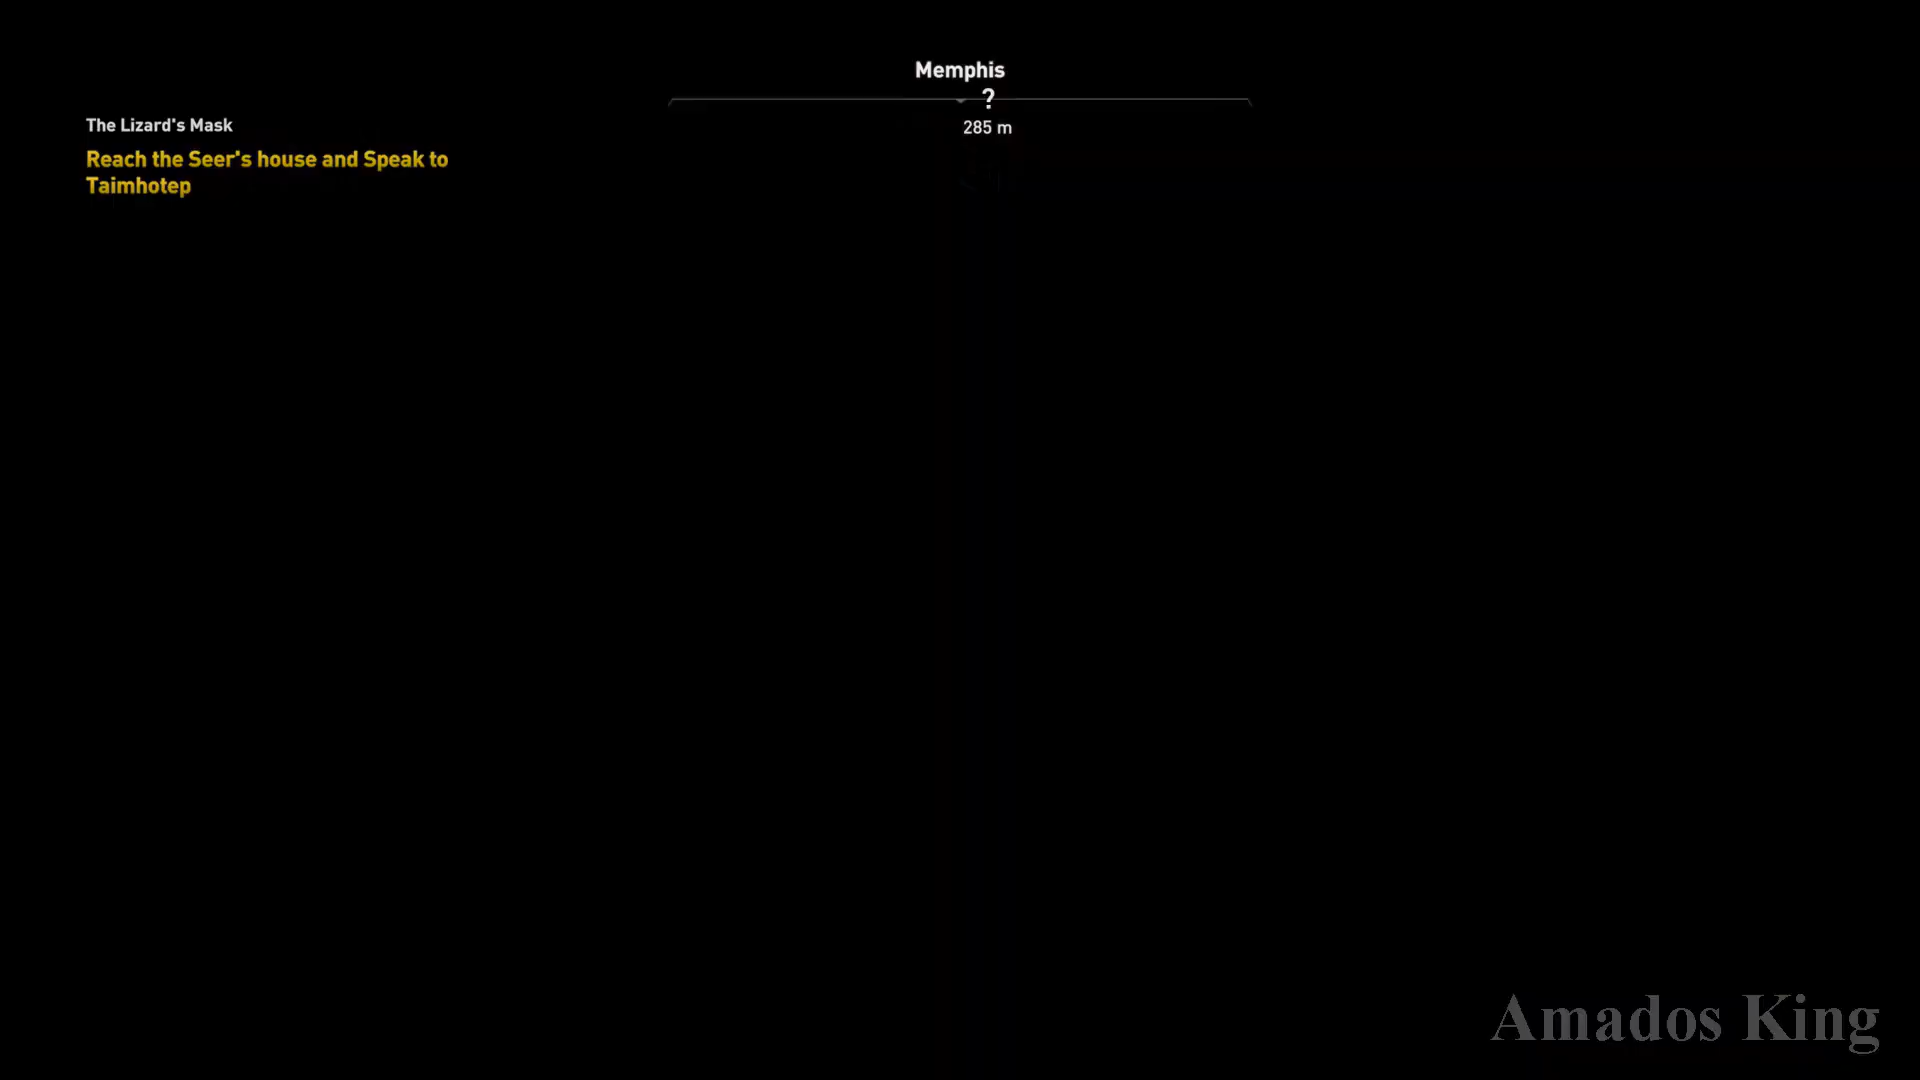 Memphis
?
285 m
The Lizard's Mask
Reach the Seer's house and Speak to
Taimhotep
Amados King